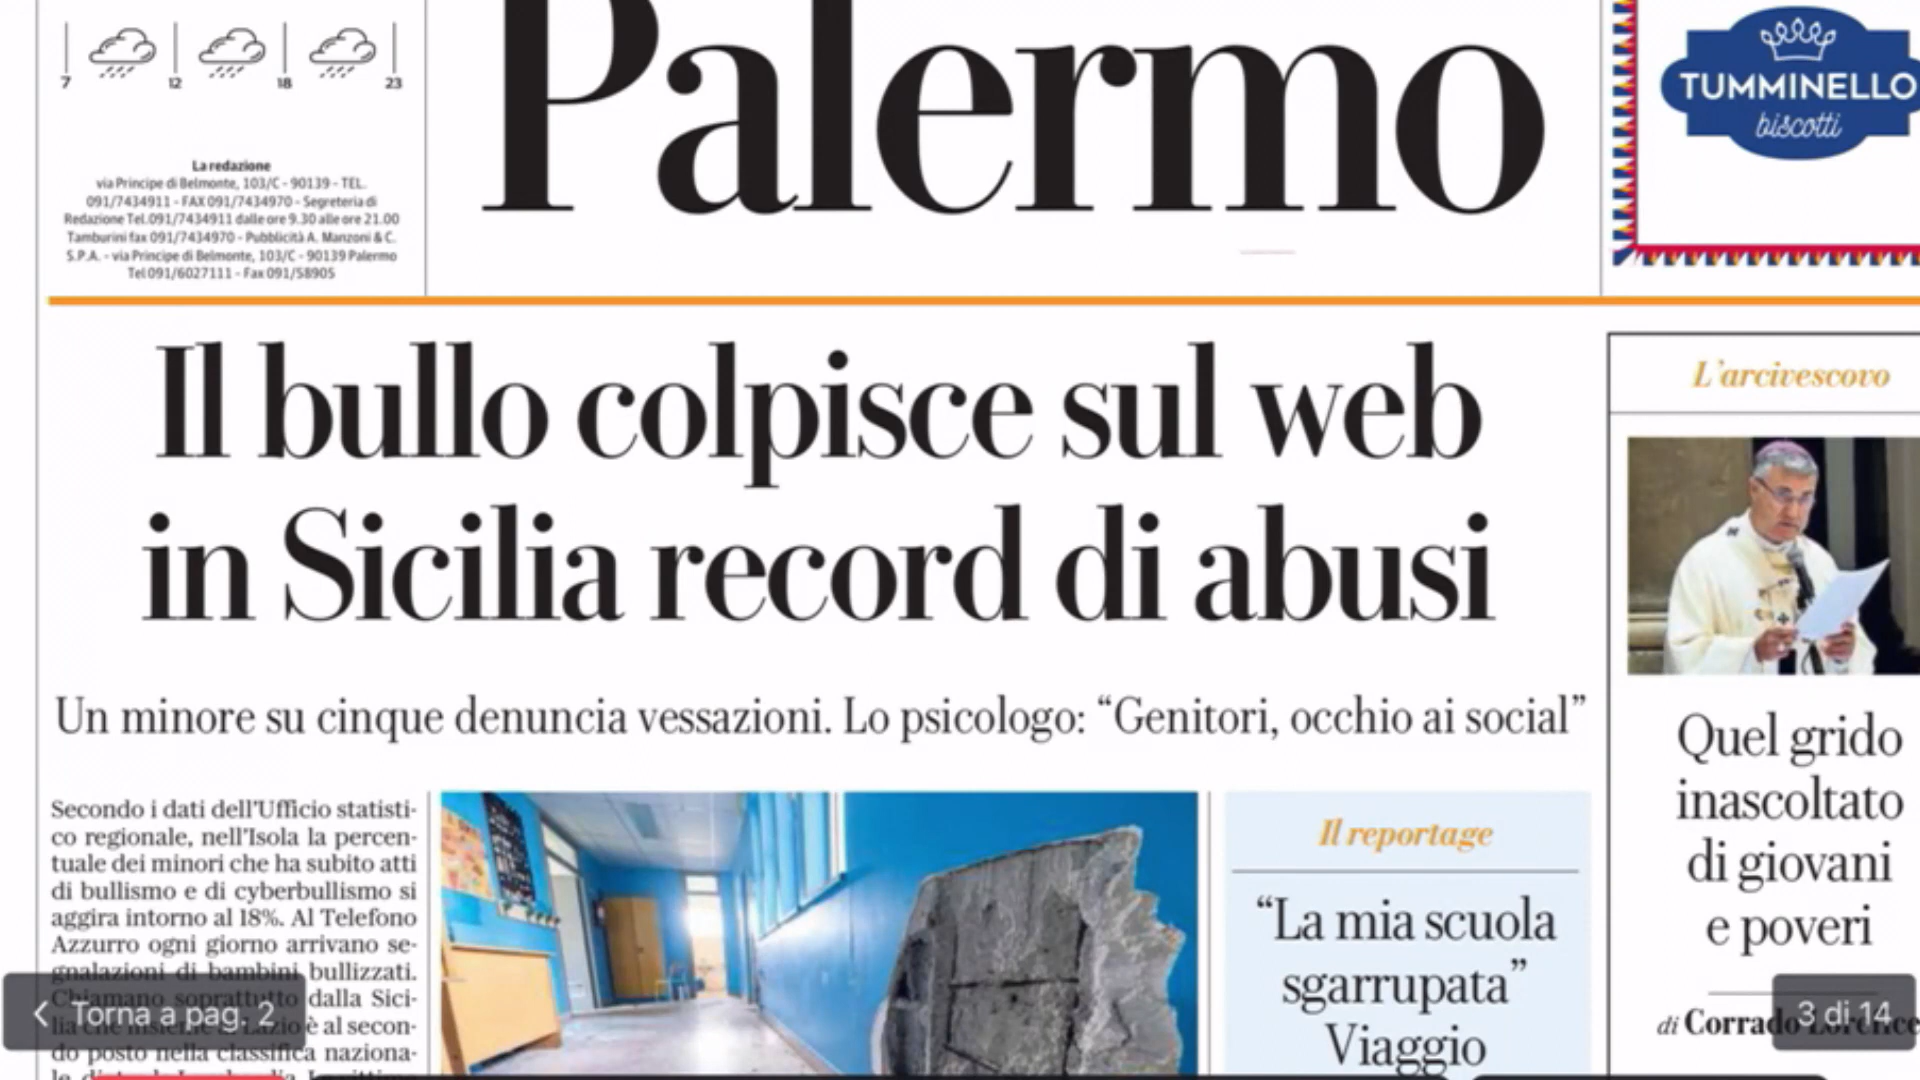 7 12 18 23
La redazione
via Principe di Belmonte, 103/C - 90139 - TEL.
091/7434911 - FAX 091/7434970 - Segreteria di
Redazione Tel.091/7434911 dalle ore 9.30 alle ore 21.00
Tamburini fax 091/7434970 - Pubblicità A. Manzoni & C.
S.P.A. - via Principe di Belmonte, 103/C - 90139 Palermo
Tel 091/6027111 - Fax 091/58905
Palermo
TUMMINELLO
biscotti
Il bullo colpisce sul web
in Sicilia record di abusi
Un minore su cinque denuncia vessazioni. Lo psicologo: “Genitori, occhio ai social”
Secondo i dati dell'Ufficio statisti-
co regionale, nell'Isola la percen-
tuale dei minori che ha subito atti
di bullismo e di cyberbullismo si
aggira intorno al 18%. Al Telefono
Azzurro ogni giorno arrivano se-
gnalazioni di bambini bullizzati.
Chiamano soprattutto dalla Sici-
lia che insieme al Lazio è al secon-
do posto nella classifica naziona-
Il reportage
“La mia scuola
sgarrupata”
Viaggio
L'arcivescovo
Quel grido
inascoltato
di giovani
e poveri
di Corrado
Torna a pag. 2
3 di 14